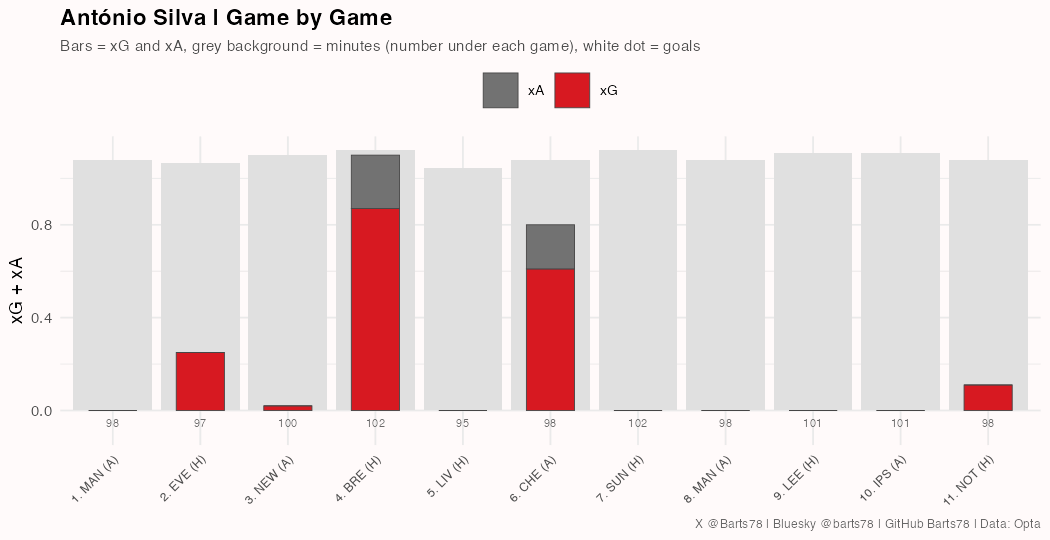 António Silva | Game by Game
Bars = xG and xA, grey background = minutes (number under each game), white dot = goals
xA xG
xG + xA
0.8
0.4
0.0
98 97 100 102 95 98 102 98 101 101 98
1. MAN (A) 2. EVE (H) 3. NEW (A) 4. BRE (H) 5. LIV (H) 6. CHE (A) 7. SUN (H) 8. MAN (A) 9. LEE (H) 10. IPS (A) 11. NOT (H)
X @Barts78 | Bluesky @barts78 | GitHub Barts78 | Data: Opta